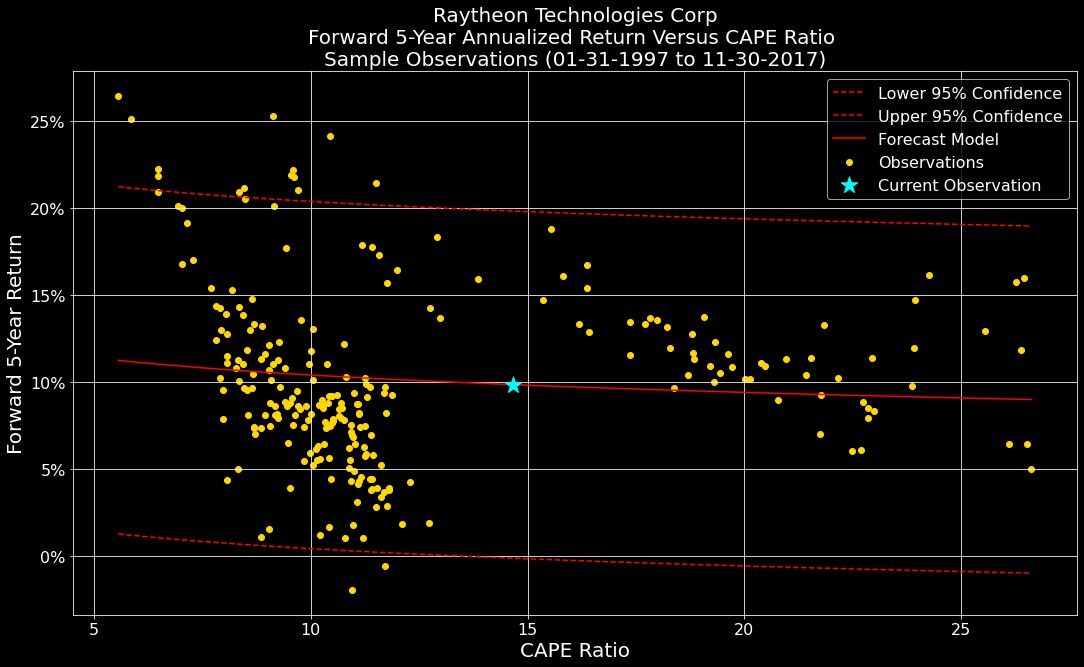 Raytheon Technologies Corp
Forward 5-Year Annualized Return Versus CAPE Ratio
Sample Observations (01-31-1997 to 11-30-2017)
Lower 95% Confidence
Upper 95% Confidence
Forecast Model
Observations
Current Observation
Forward 5-Year Return
25%
20%
15%
10%
5%
0%
5 10 15 20 25
CAPE Ratio